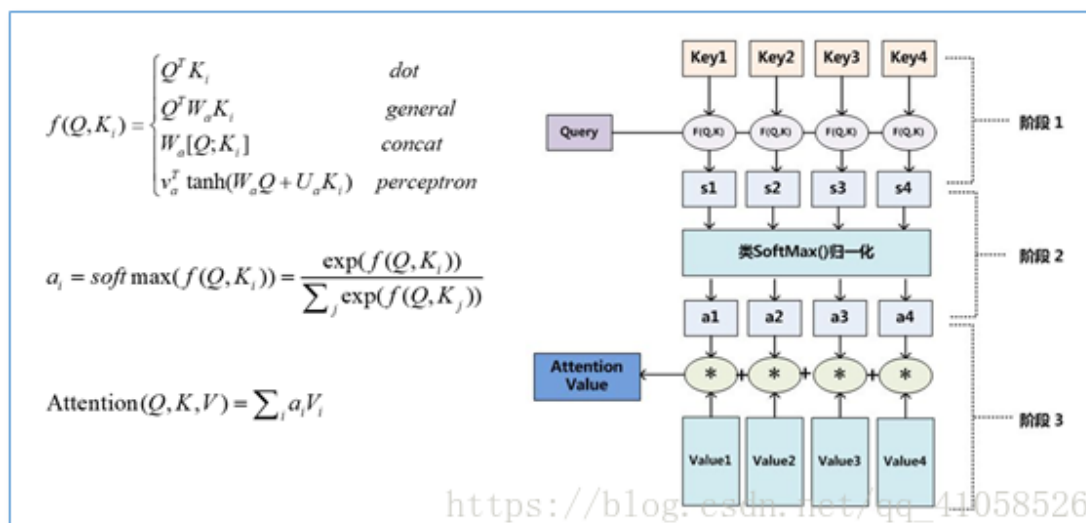 f(Q,K_i) = { Q^T K_i dot
Q^T W_a K_i general
W_a[Q;K_i] concat
v_a^T tanh(W_a Q + U_a K_i) perceptron
a_i = soft max(f(Q,K_i)) = exp(f(Q,K_i)) / ∑_j exp(f(Q,K_j))
Attention(Q,K,V) = ∑_i a_i V_i
Key1 Key2 Key3 Key4
阶段 1
Query F(Q,K) F(Q,K) F(Q,K) F(Q,K)
s1 s2 s3 s4
类SoftMax()归一化
阶段 2
a1 a2 a3 a4
Attention
Value
* + * + * + *
阶段 3
Value1 Value2 Value3 Value4
https://blog.csdn.net/qq_41058526